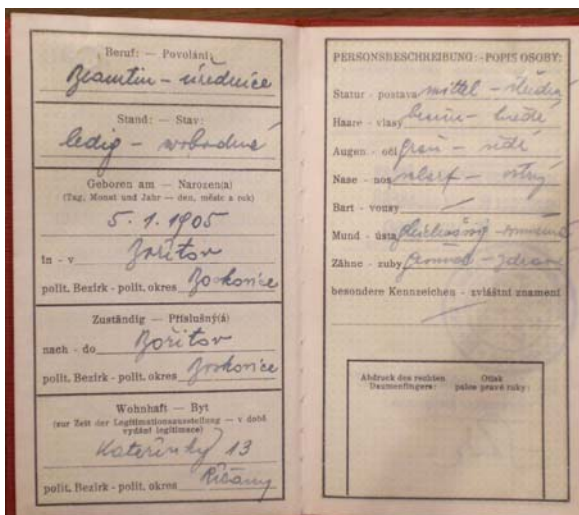 Beruf: — Povolání:
Beamtin - úřednice
Stand: — Stav:
ledig - svobodná
Geboren am — Narozen(a)
(Tag, Monat und Jahr — den, měsíc a rok)
5. 1. 1905
in - v Bořitov
polit. Bezirk - polit. okres Boskovice
Zuständig — Příslušný(á)
nach - do Bořitov
polit. Bezirk - polit. okres Boskovice
Wohnhaft — Byt
(zur Zeit der Legitimationsausstellung — v době
vydání legitimace)
Kateřinky 13
polit. Bezirk - polit. okres Říčany
PERSONSBESCHREIBUNG: - POPIS OSOBY:
Statur - postava mittel - střední
Haare - vlasy braun - hnědé
Augen - oči grau - šedé
Nase - nos scharf - ostrý
Bart - vousy
Mund - ústa
Zähne - zuby gesund - zdravé
besondere Kennzeichen - zvláštní znamení
Abdruck des rechten Daumenfingers:
Otisk palce pravé ruky: